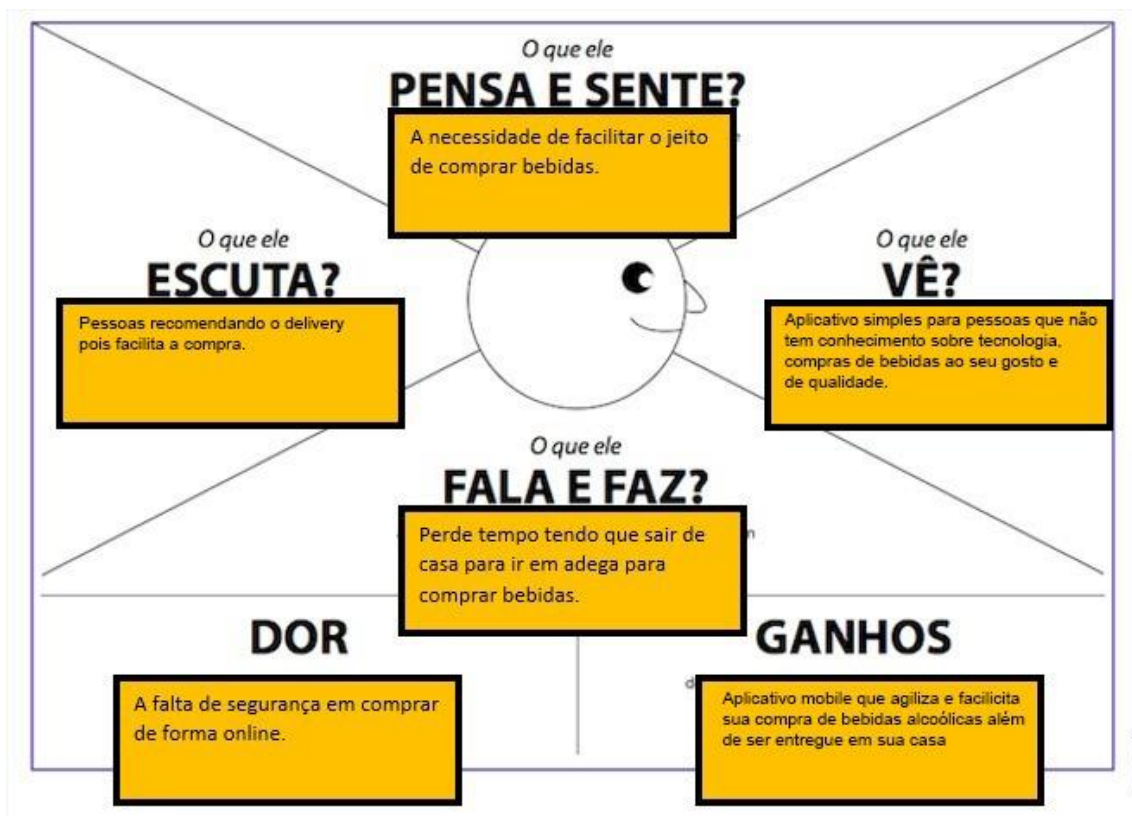 O que ele
PENSA E SENTE?
A necessidade de facilitar o jeito
de comprar bebidas.
O que ele
ESCUTA?
Pessoas recomendando o delivery
pois facilita a compra.
O que ele
VÊ?
Aplicativo simples para pessoas que não
tem conhecimento sobre tecnologia,
compras de bebidas ao seu gosto e
de qualidade.
O que ele
FALA E FAZ?
Perde tempo tendo que sair de
casa para ir em adega para
comprar bebidas.
DOR
A falta de segurança em comprar
de forma online.
GANHOS
Aplicativo mobile que agiliza e facilicita
sua compra de bebidas alcoólicas além
de ser entregue em sua casa